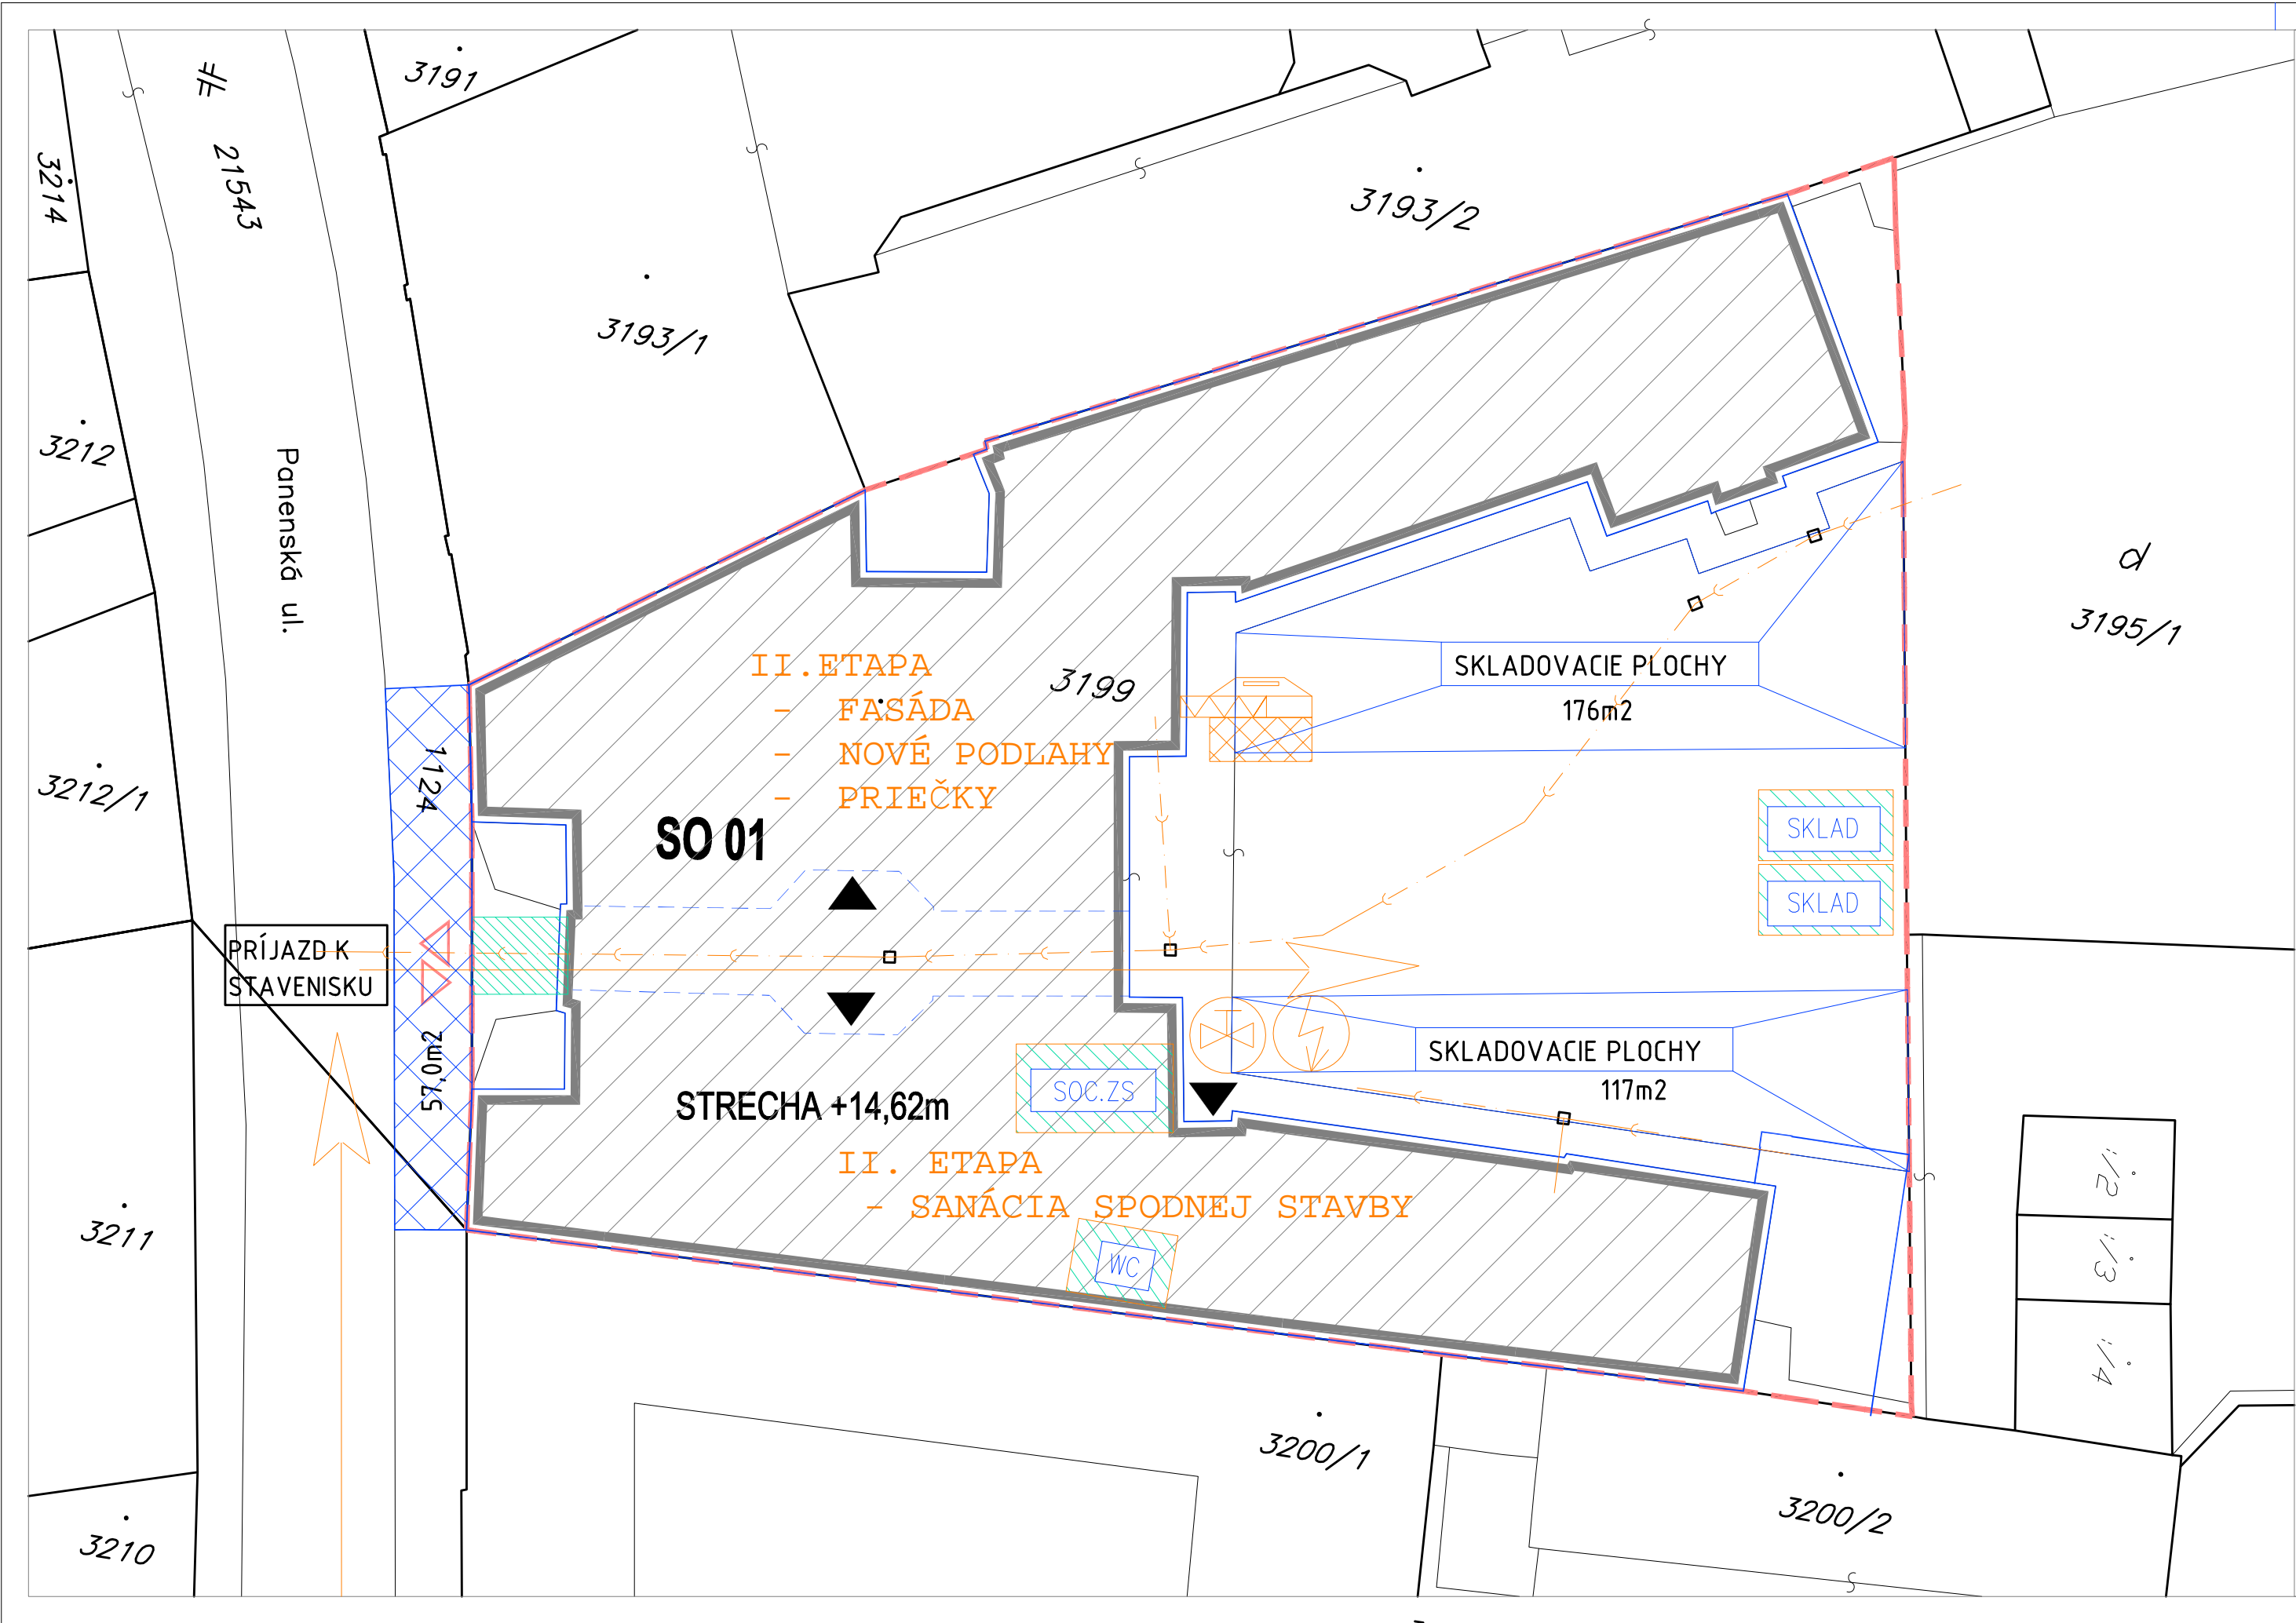 3191
21543
3214
3193/2
3193/1
3212
Panenská ul.
3195/1
II.ETAPA
- FASÁDA
- NOVÉ PODLAHY
- PRIEČKY
3199
SKLADOVACIE PLOCHY
176m2
1124
3212/1
SO 01
SKLAD
SKLAD
PRÍJAZD K
STAVENISKU
57,0m2
SKLADOVACIE PLOCHY
117m2
SOC.ZS
STRECHA +14,62m
II. ETAPA
- SANÁCIA SPODNEJ STAVBY
WC
3211
3200/1
3200/2
3210